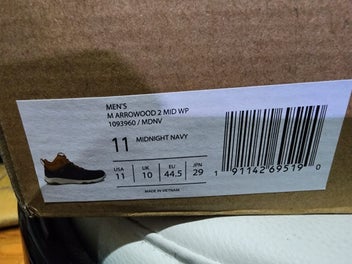 MEN'S
M ARROWOOD 2 MID WP
1093960 / MDNV
11 MIDNIGHT NAVY
USA UK EU JPN
11 10 44.5 29
MADE IN VIETNAM
1 91142 69519 0